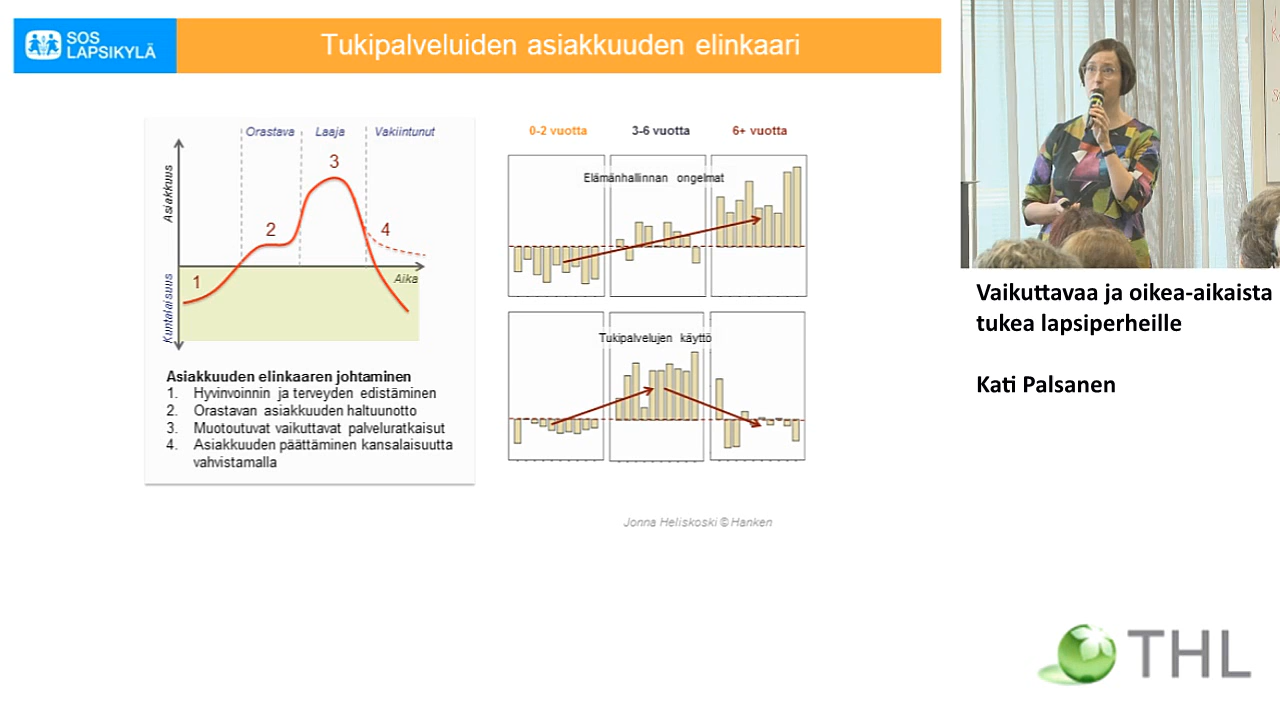 SOS
LAPSIKYLÄ
Tukipalveluiden asiakkuuden elinkaari
Orastava
Laaja
Vakiintunut
Asiakkuus
Kuntalaisuus
1
2
3
4
Aika
Asiakkuuden elinkaaren johtaminen
1. Hyvinvoinnin ja terveyden edistäminen
2. Orastavan asiakkuuden haltuunotto
3. Muotoutuvat vaikuttavat palveluratkaisut
4. Asiakkuuden päättäminen kansalaisuutta
vahvistamalla
0-2 vuotta
3-6 vuotta
6+ vuotta
Elämänhallinnan ongelmat
Tukipalvelujen käyttö
Jonna Heliskoski © Hanken
Vaikuttavaa ja oikea-aikaista
tukea lapsiperheille
Kati Palsanen
THL